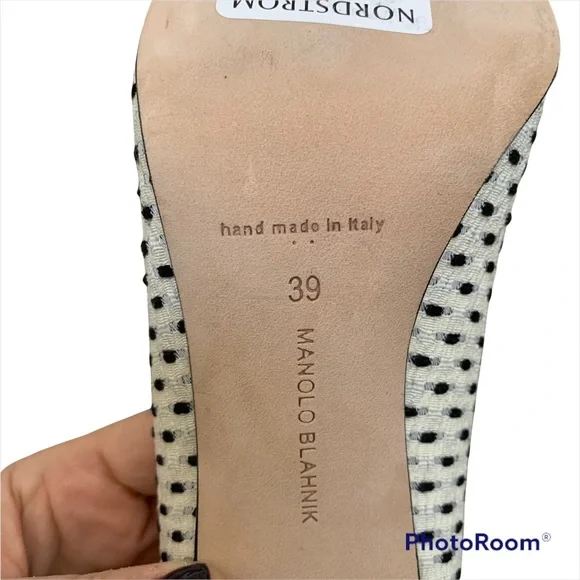 NORDSTROM
hand made in Italy
39
MANOLO BLAHNIK
PhotoRoom®